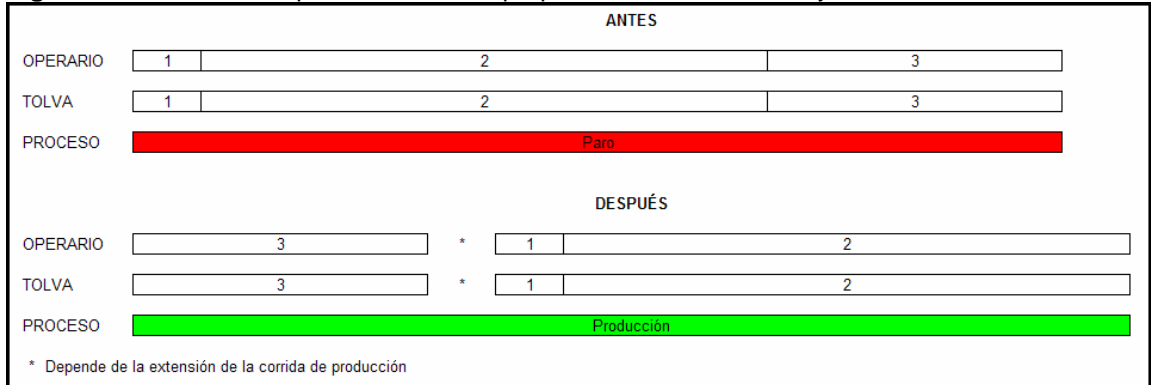 ANTES
OPERARIO 1 2 3
TOLVA 1 2 3
PROCESO Paro
DESPUÉS
OPERARIO 3 * 1 2
TOLVA 3 * 1 2
PROCESO Producción
* Depende de la extensión de la corrida de producción